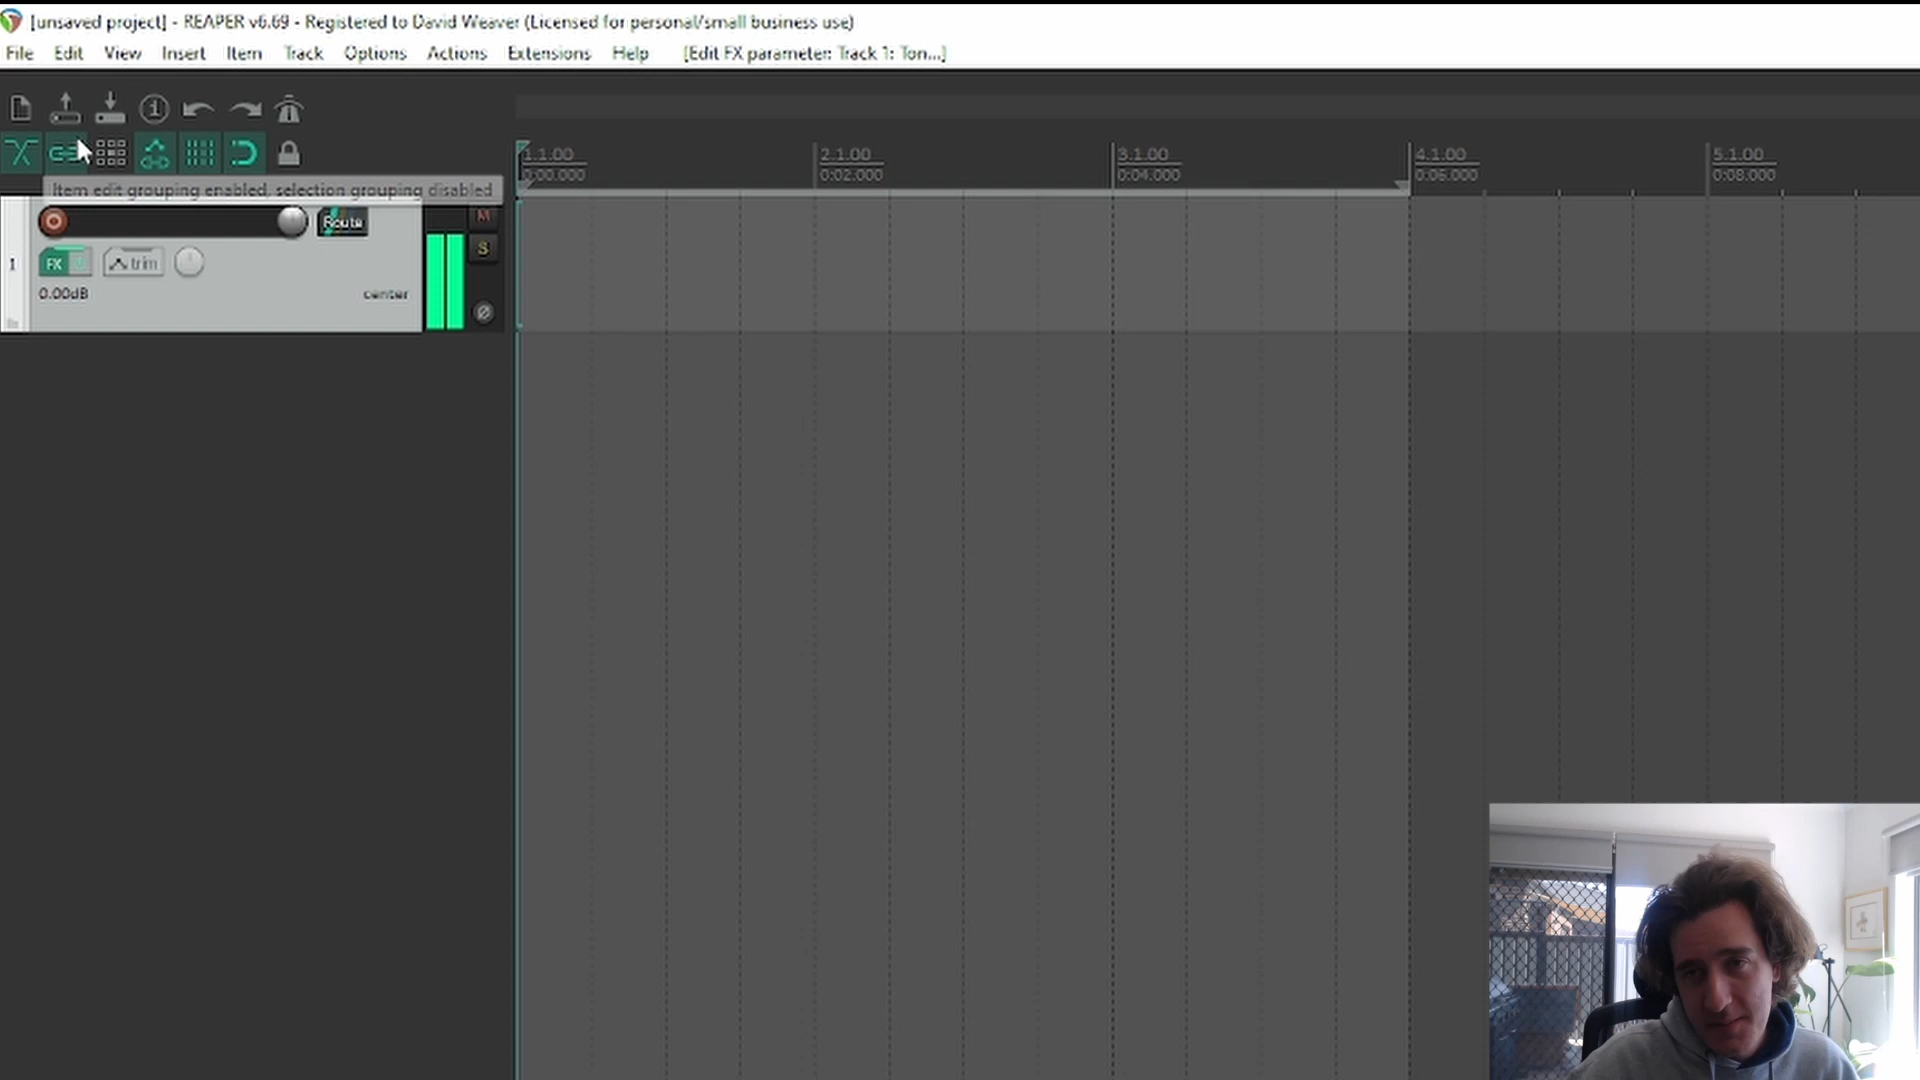 [unsaved project] - REAPER v6.69 - Registered to David Weaver (Licensed for personal/small business use)
File Edit View Insert Item Track Options Actions Extensions Help [Edit FX parameter: Track 1: Ton...]
1.1.00 2.1.00 3.1.00 4.1.00 5.1.00
0:00.000 0:02.000 0:04.000 0:06.000 0:08.000
Item edit grouping enabled, selection grouping disabled
Route M
S
1 FX trim
0.00dB center